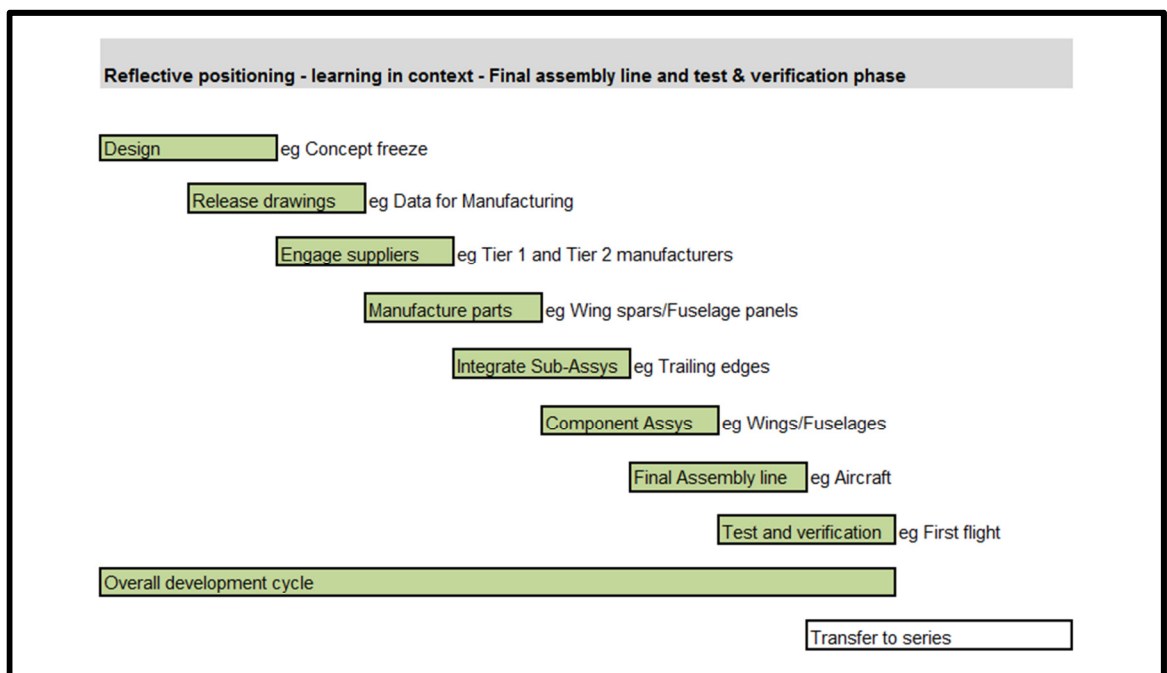 Reflective positioning - learning in context - Final assembly line and test & verification phase
Design eg Concept freeze
Release drawings eg Data for Manufacturing
Engage suppliers eg Tier 1 and Tier 2 manufacturers
Manufacture parts eg Wing spars/Fuselage panels
Integrate Sub-Assys eg Trailing edges
Component Assys eg Wings/Fuselages
Final Assembly line eg Aircraft
Test and verification eg First flight
Overall development cycle
Transfer to series